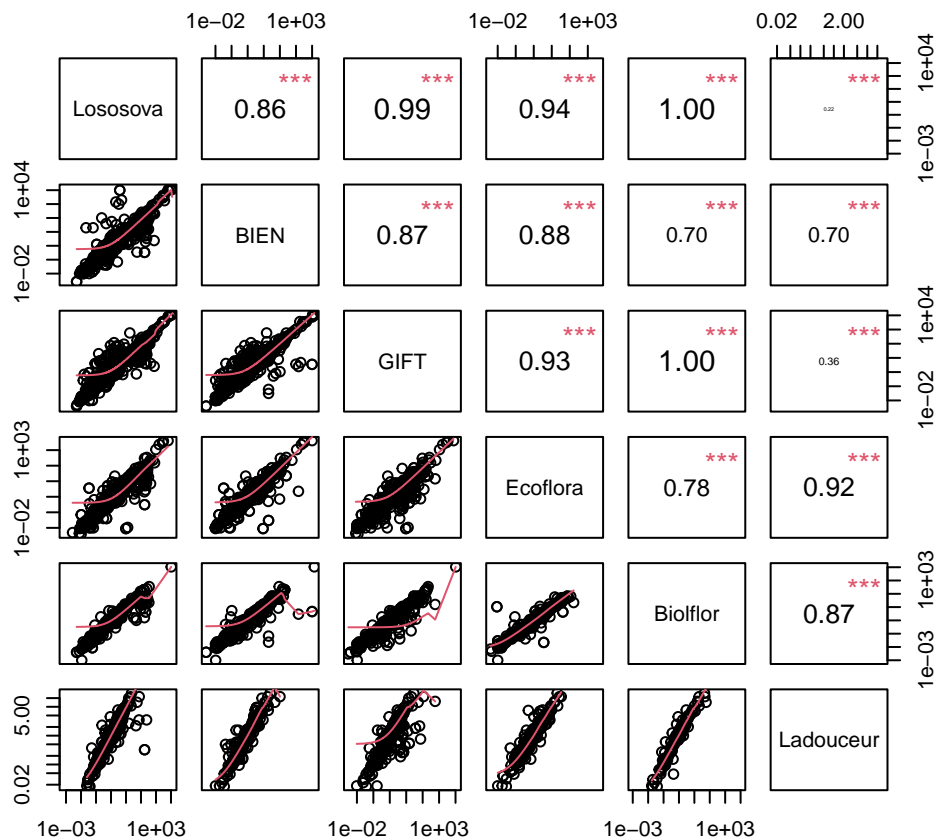 1e−02 1e+03 1e−02 1e+03 0.02 2.00
Lososova 0.86 *** 0.99 *** 0.94 *** 1.00 *** 0.22 *** 1e−03 1e+04
1e−02 1e+04 BIEN 0.87 *** 0.88 *** 0.70 *** 0.70 ***
GIFT 0.93 *** 1.00 *** 0.36 *** 1e−02 1e+04
1e−02 1e+03 Ecoflora 0.78 *** 0.92 ***
Biolflor 0.87 *** 1e−03 1e+03
0.02 5.00 Ladouceur
1e−03 1e+03 1e−02 1e+03 1e−03 1e+03